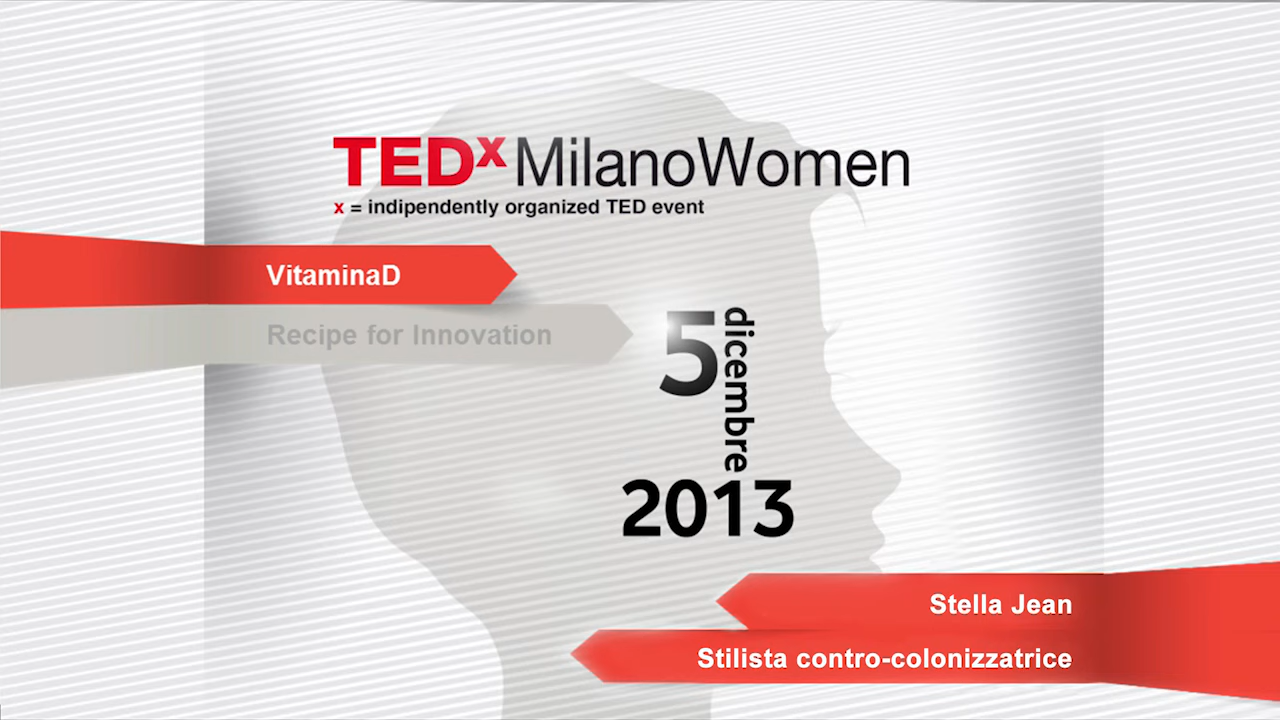 TEDx MilanoWomen
x = indipendently organized TED event
VitaminaD
Recipe for Innovation
5
dicembre
2013
Stella Jean
Stilista contro-colonizzatrice